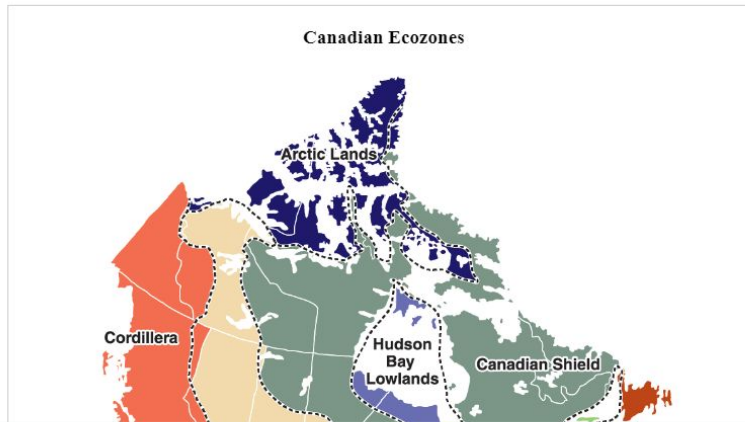 Canadian Ecozones
Arctic Lands
Cordillera
Hudson
Bay
Lowlands
Canadian Shield